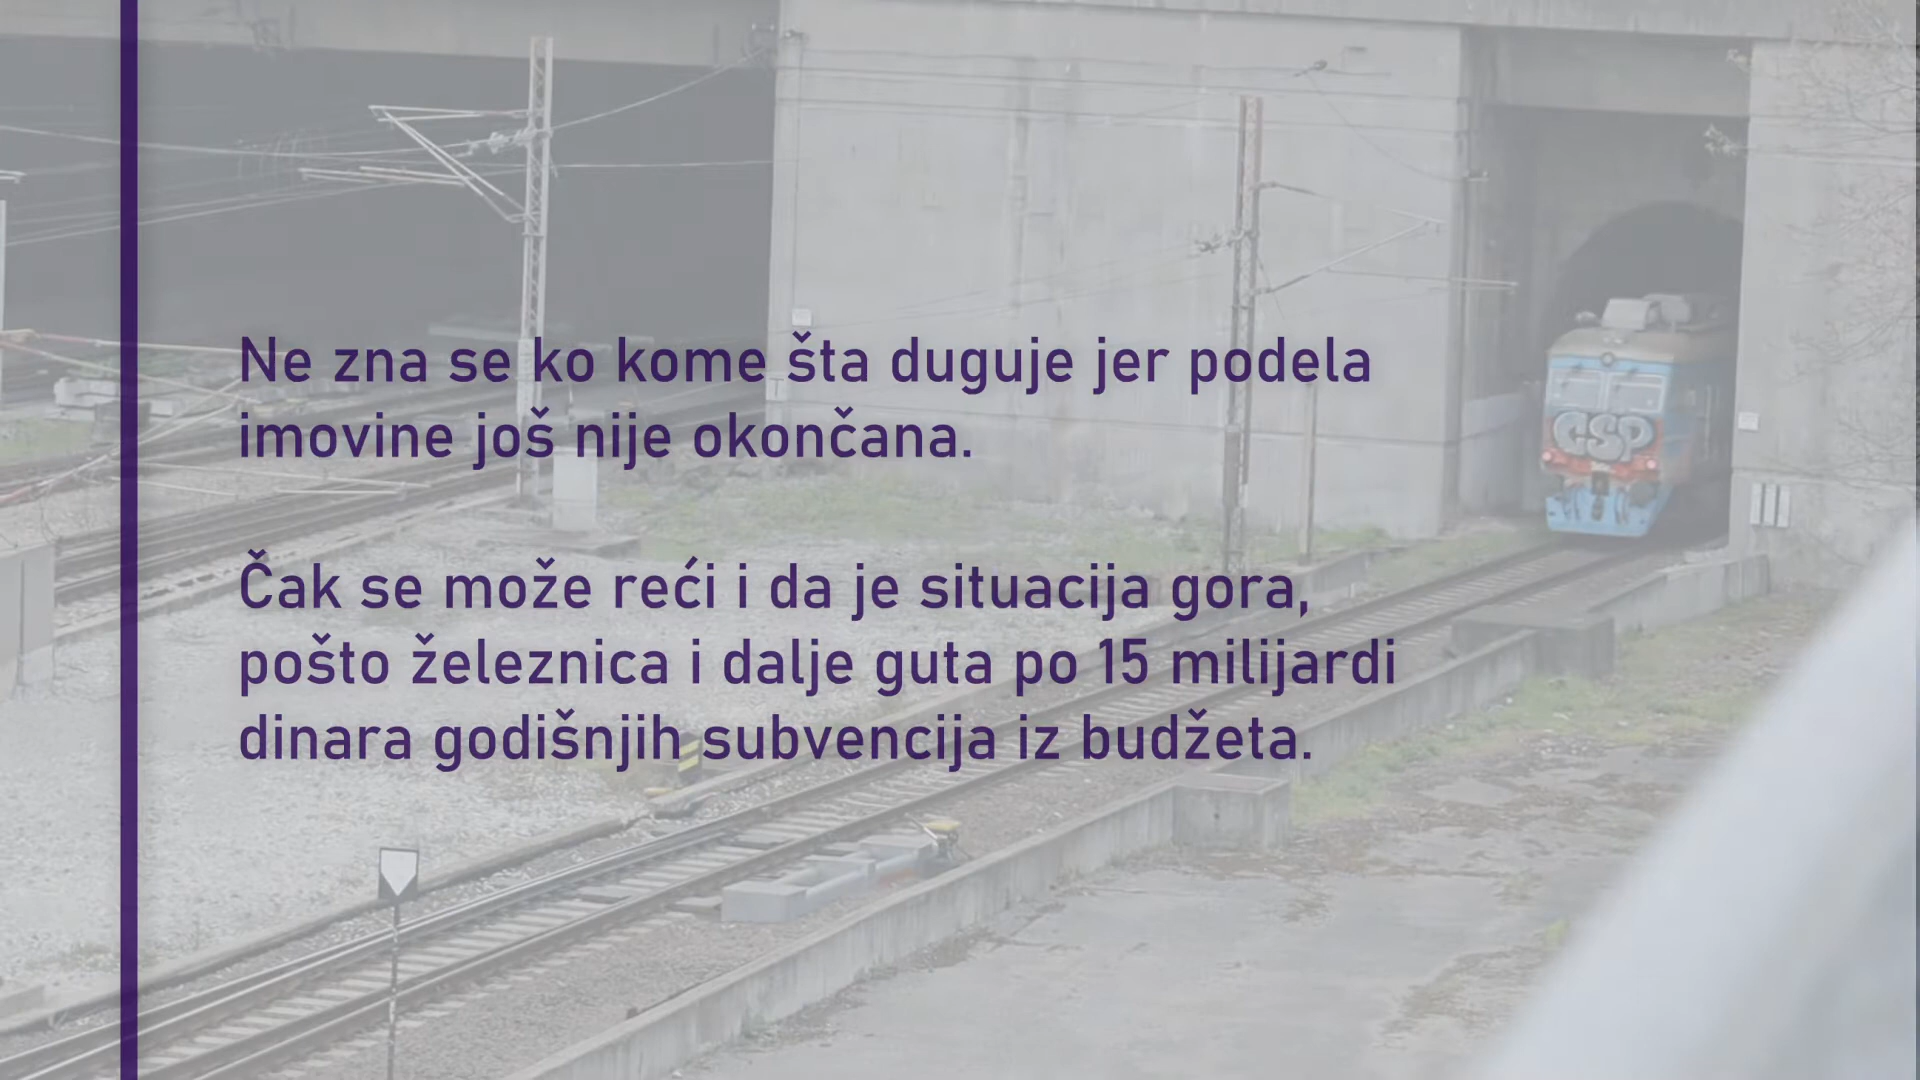 Ne zna se ko kome šta duguje jer podela
imovine još nije okončana.
Čak se može reći i da je situacija gora,
pošto železnica i dalje guta po 15 milijardi
dinara godišnjih subvencija iz budžeta.
CSP